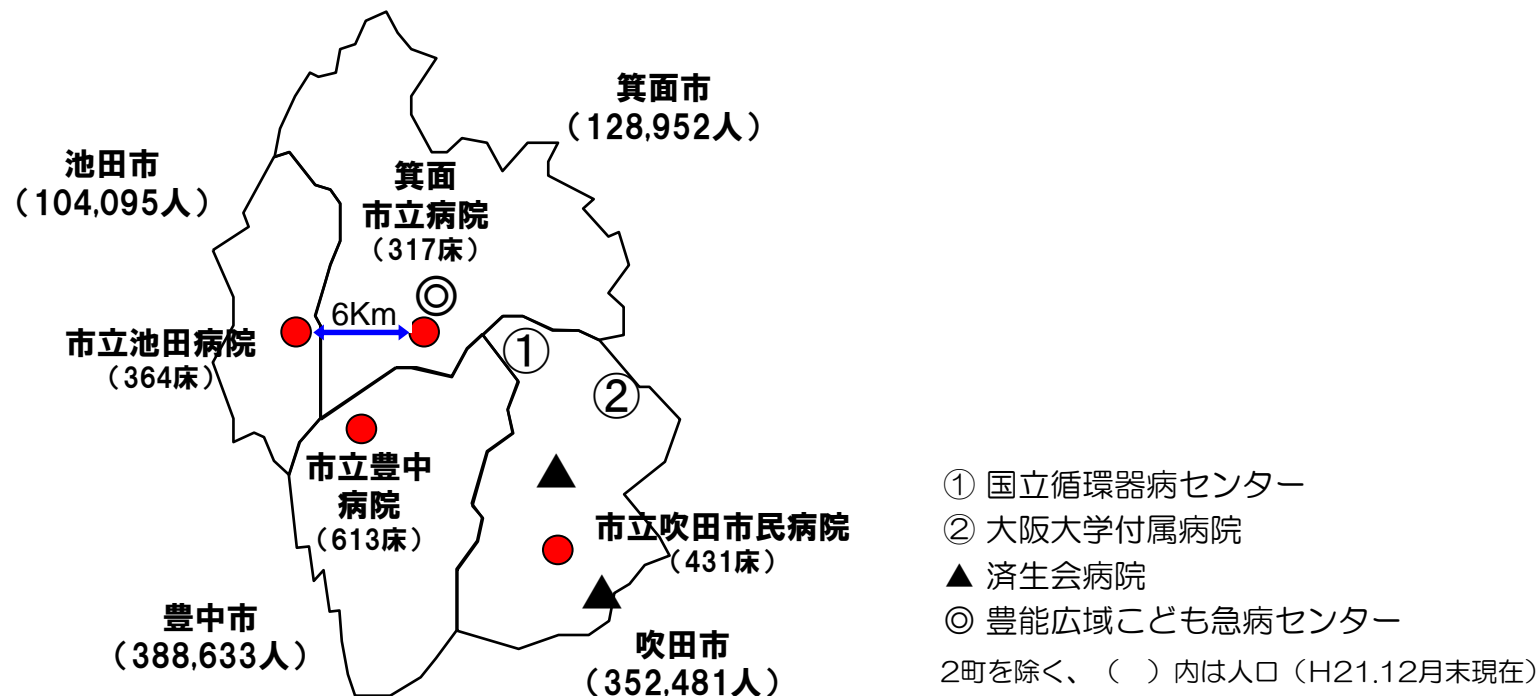 箕面市
（128,952人）
池田市
（104,095人）
箕面
市立病院
（317床）
◎
6Km
市立池田病院
（364床）
①
②
市立豊中
病院
（613床）
市立吹田市民病院
（431床）
豊中市
（388,633人）
吹田市
（352,481人）
① 国立循環器病センター
② 大阪大学付属病院
▲ 済生会病院
◎ 豊能広域こども急病センター
2町を除く、（　）内は人口（H21.12月末現在）